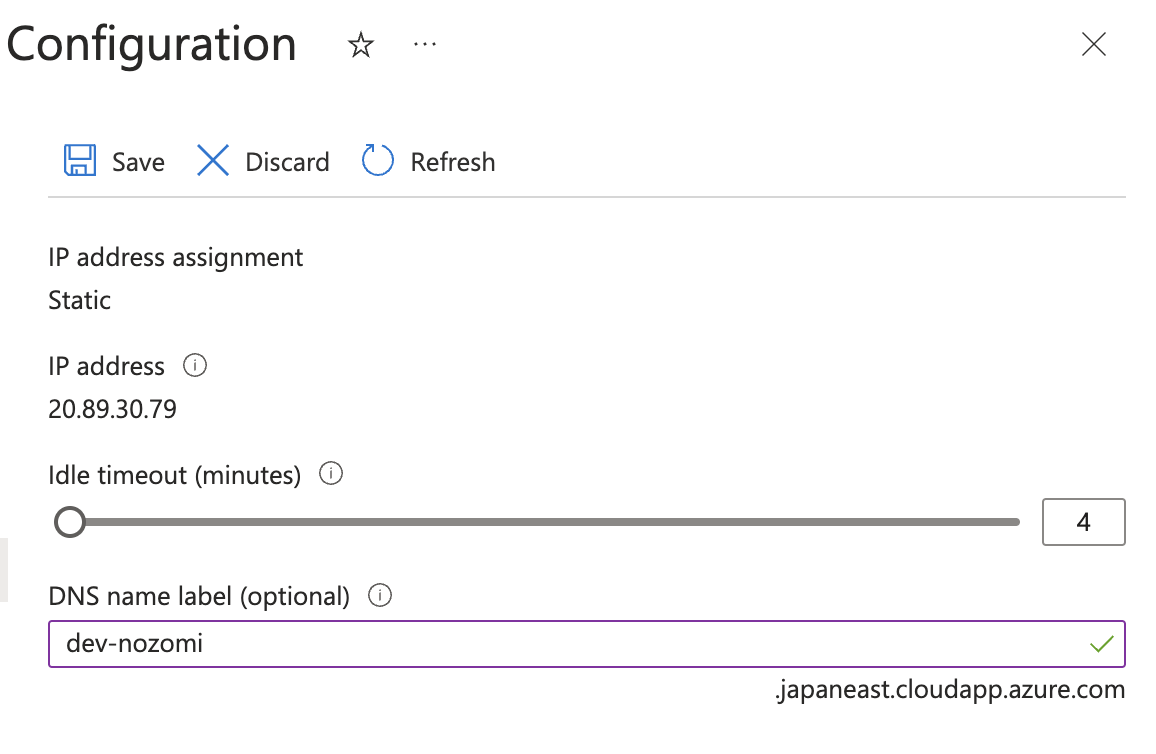 Configuration
Save Discard Refresh
IP address assignment
Static
IP address
20.89.30.79
Idle timeout (minutes)
4
DNS name label (optional)
dev-nozomi
.japaneast.cloudapp.azure.com